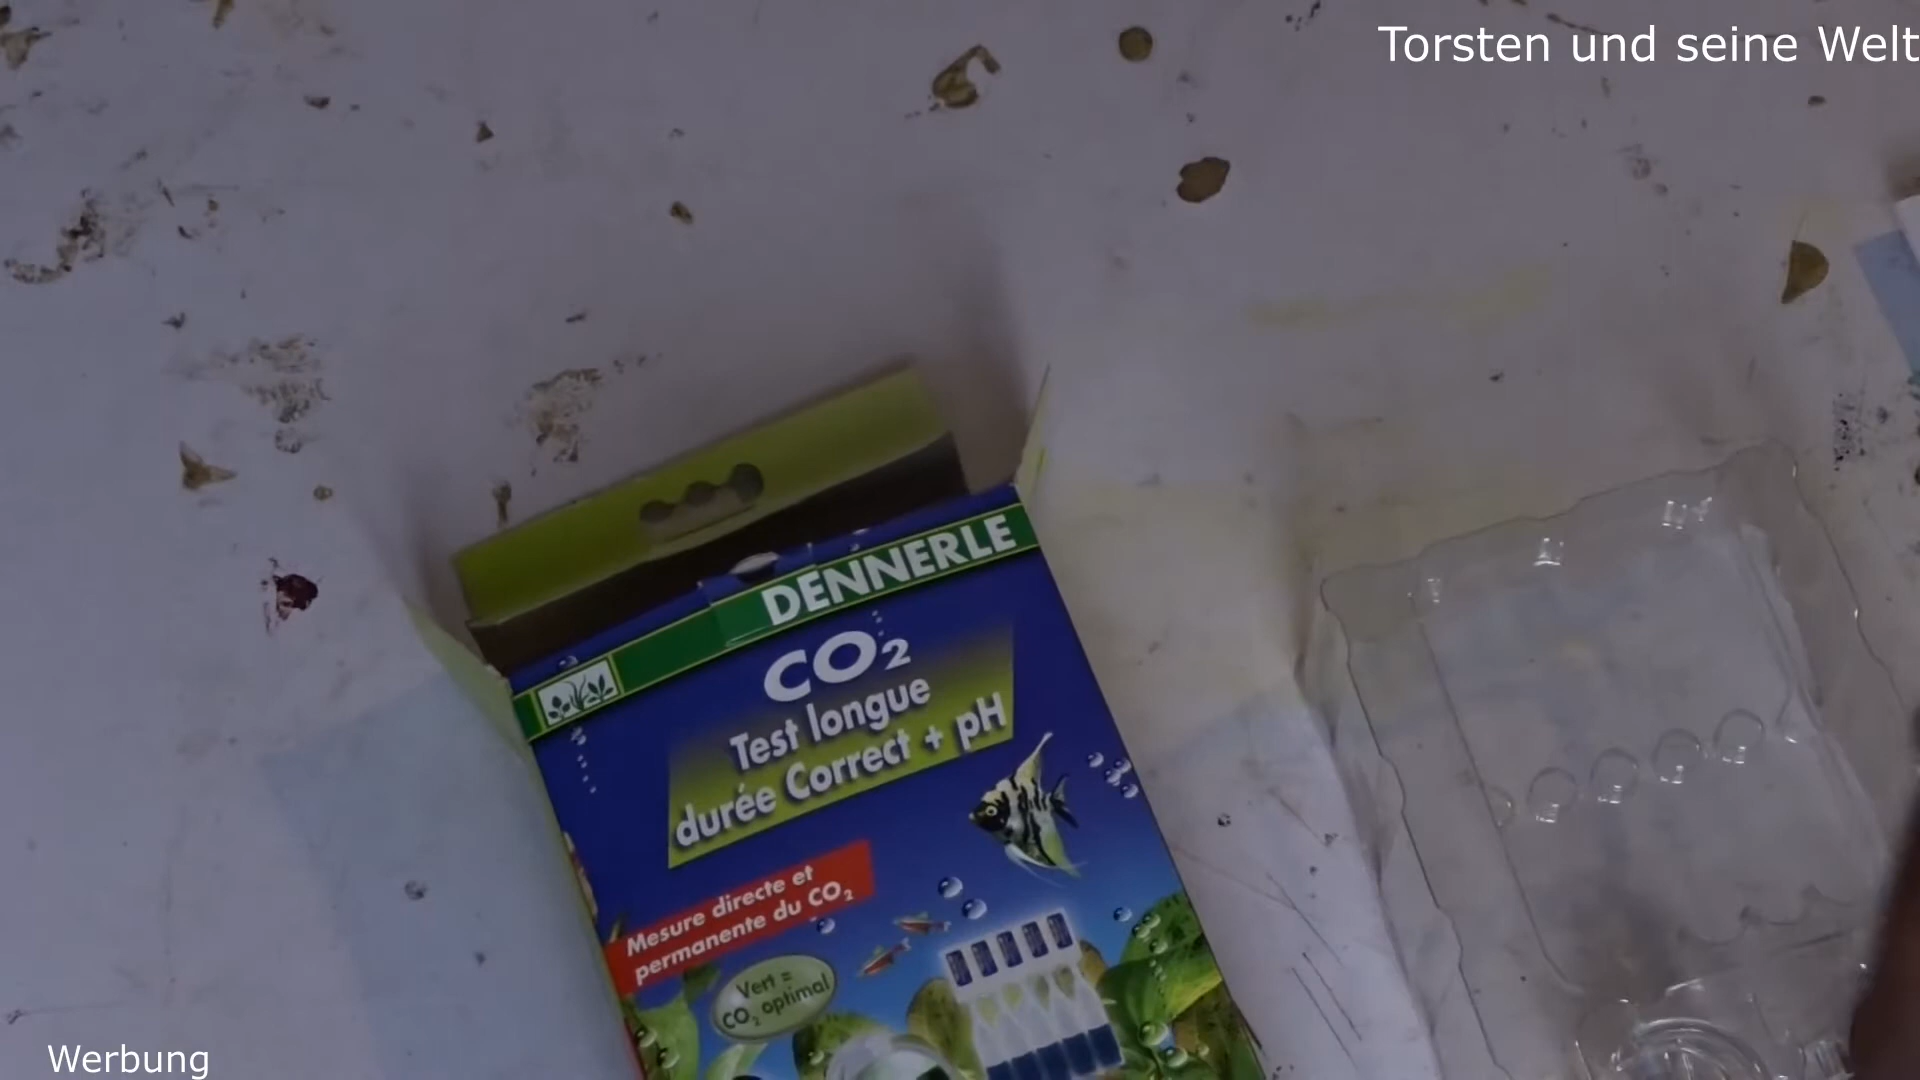 Torsten und seine Welt
DENNERLE
CO₂
Test longue
durée Correct + pH
Mesure directe et
permanente du CO₂
Vert =
CO₂ optimal
Werbung